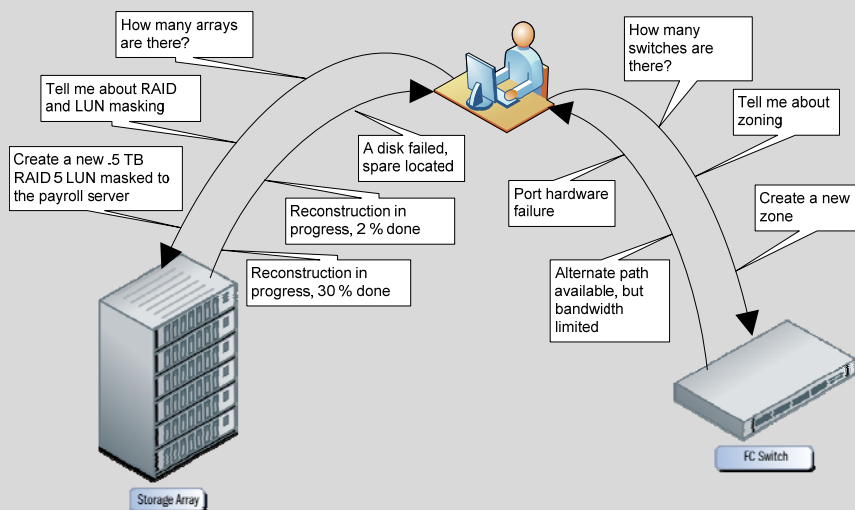 How many arrays
are there?
Tell me about RAID
and LUN masking
Create a new .5 TB
RAID 5 LUN masked to
the payroll server
A disk failed,
spare located
Reconstruction in
progress, 2 % done
Reconstruction in
progress, 30 % done
Storage Array
How many
switches are
there?
Tell me about
zoning
Create a new
zone
Port hardware
failure
Alternate path
available, but
bandwidth
limited
FC Switch